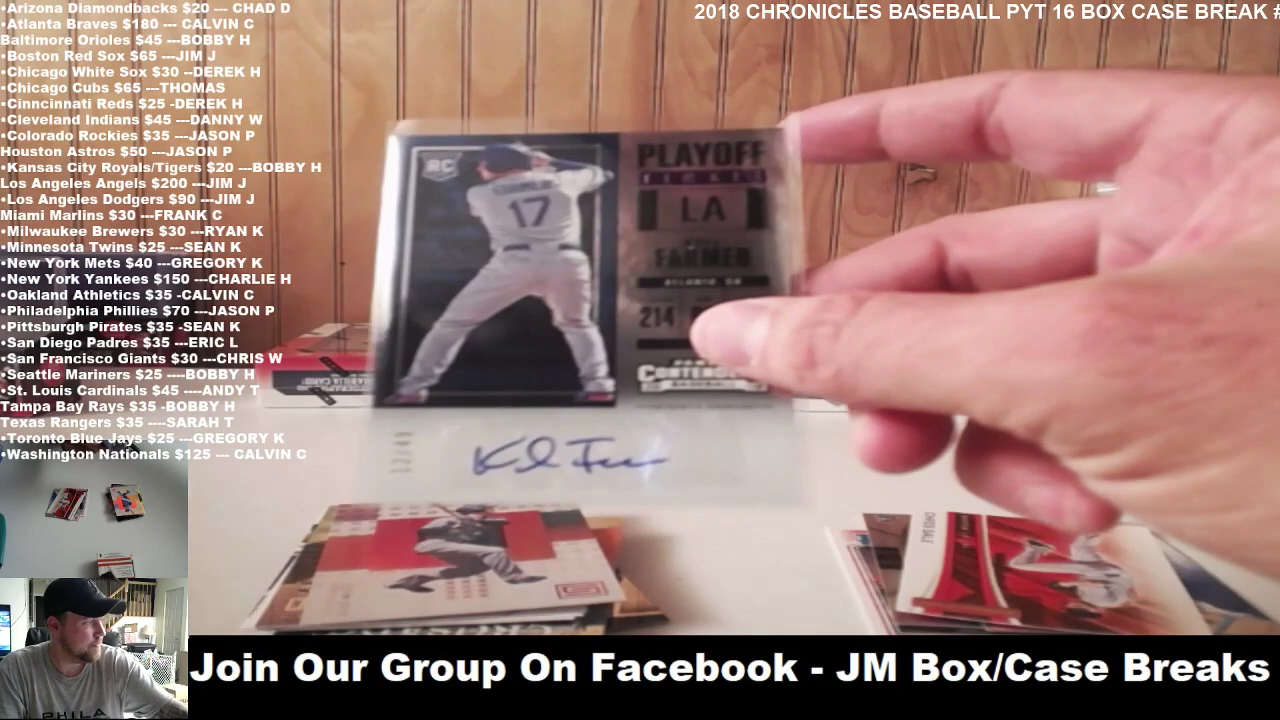 •Arizona Diamondbacks $20 --- CHAD D
•Atlanta Braves $180 --- CALVIN C
Baltimore Orioles $45 ---BOBBY H
•Boston Red Sox $65 ---JIM J
•Chicago White Sox $30 --DEREK H
•Chicago Cubs $65 ---THOMAS
•Cinncinnati Reds $25 -DEREK H
•Cleveland Indians $45 ---DANNY W
•Colorado Rockies $35 ---JASON P
Houston Astros $50 ---JASON P
•Kansas City Royals/Tigers $20 ---BOBBY H
Los Angeles Angels $200 ---JIM J
•Los Angeles Dodgers $90 ---JIM J
Miami Marlins $30 ---FRANK C
•Milwaukee Brewers $30 ---RYAN K
•Minnesota Twins $25 ---SEAN K
•New York Mets $40 ---GREGORY K
•New York Yankees $150 ---CHARLIE H
•Oakland Athletics $35 -CALVIN C
•Philadelphia Phillies $70 ---JASON P
•Pittsburgh Pirates $35 -SEAN K
•San Diego Padres $35 ---ERIC L
•San Francisco Giants $30 ---CHRIS W
•Seattle Mariners $25 ----BOBBY H
•St. Louis Cardinals $45 ----ANDY T
Tampa Bay Rays $35 -BOBBY H
Texas Rangers $35 ----SARAH T
•Toronto Blue Jays $25 ---GREGORY K
•Washington Nationals $125 --- CALVIN C
2018 CHRONICLES BASEBALL PYT 16 BOX CASE BREAK #
RC
17
PLAYOFF
TICKET
LA
FARMER
ATLANTA, GA
214
CONTENDERS
BASEBALL
CHRIS SALE
PHILA
Join Our Group On Facebook - JM Box/Case Breaks